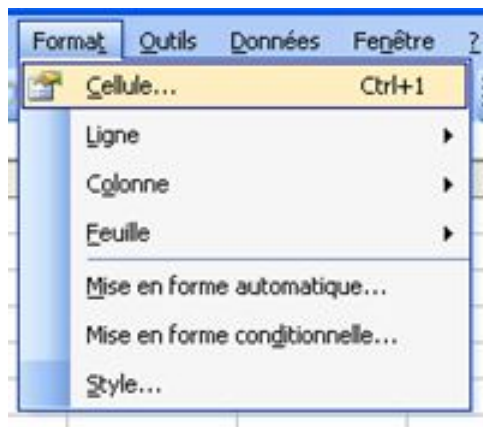 Format Outils Données Fenêtre ?
Cellule... Ctrl+1
Ligne
Colonne
Feuille
Mise en forme automatique...
Mise en forme conditionnelle...
Style...